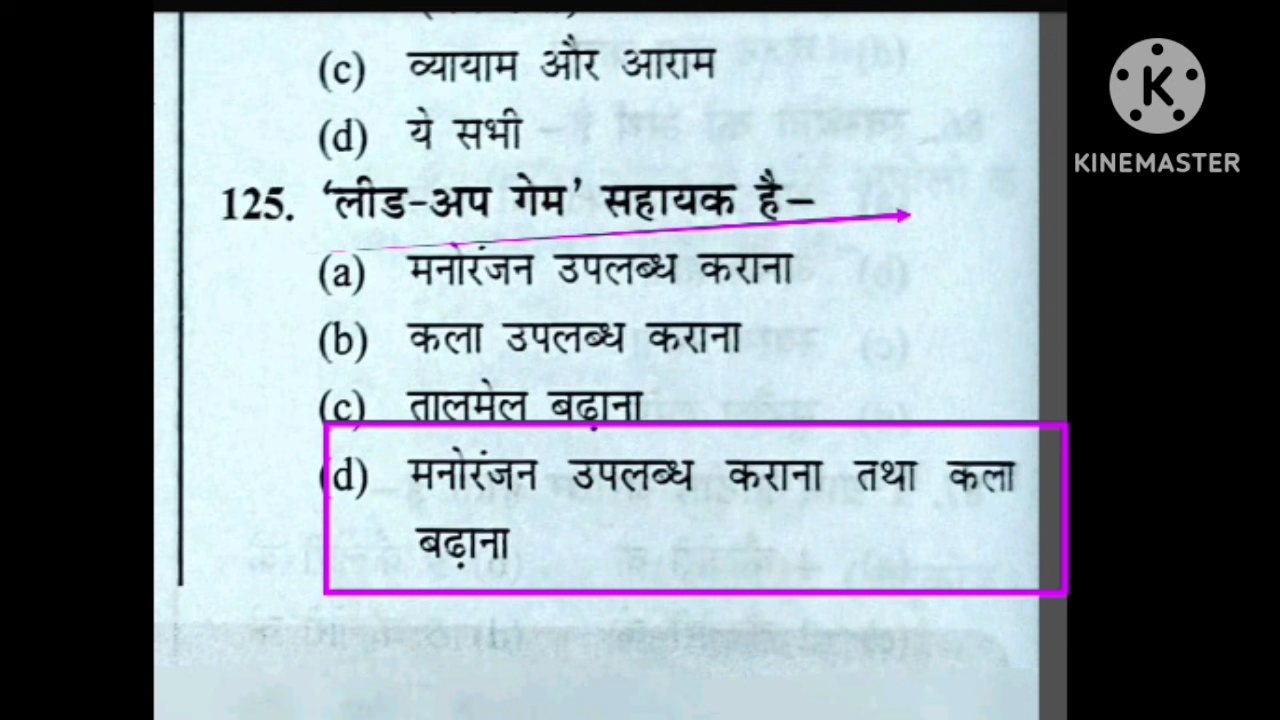 (c) व्यायाम और आराम
(d) ये सभी
125. ‘लीड-अप गेम’ सहायक है–
(a) मनोरंजन उपलब्ध कराना
(b) कला उपलब्ध कराना
(c) तालमेल बढ़ाना
(d) मनोरंजन उपलब्ध कराना तथा कला
बढ़ाना
K
KINEMASTER